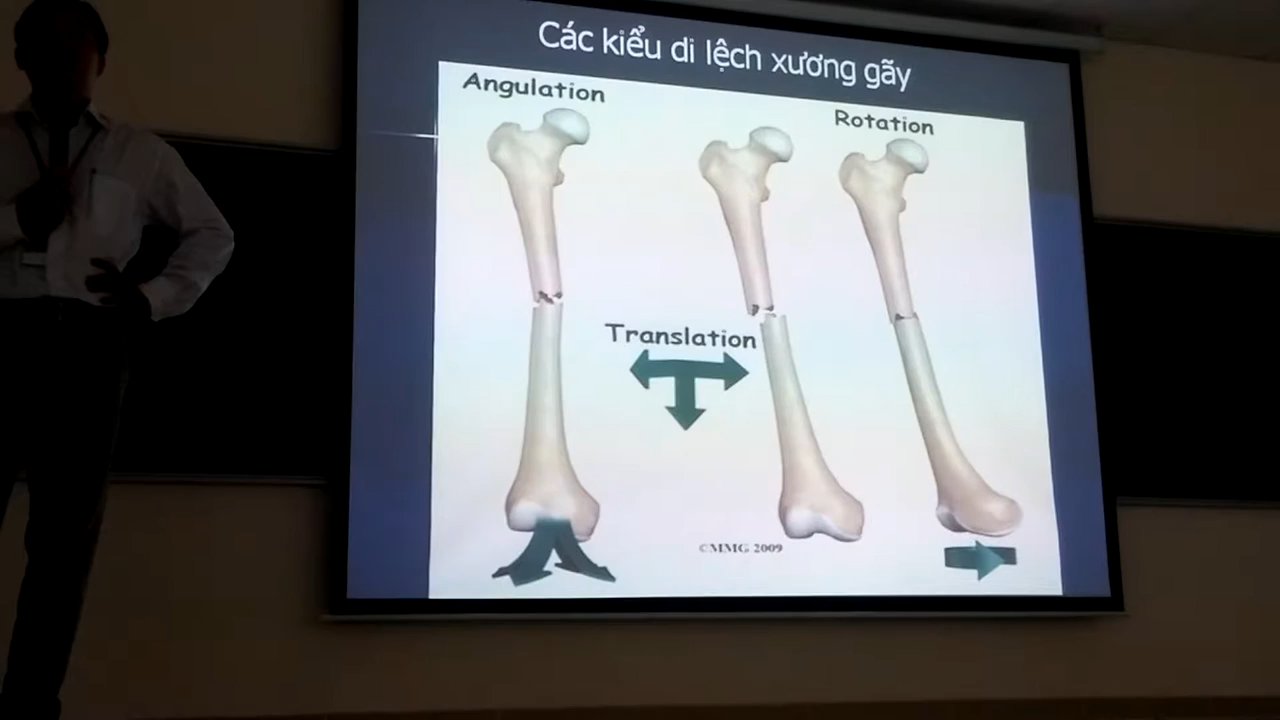 Các kiểu di lệch xương gãy
Angulation
Rotation
Translation
©MMG 2009